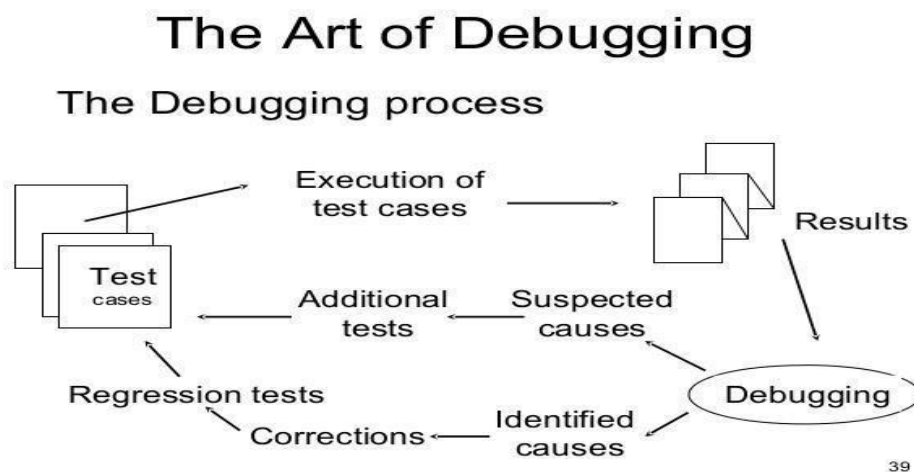 The Art of Debugging
The Debugging process
Execution of
test cases
Results
Test
cases
Additional
tests
Suspected
causes
Debugging
Regression tests
Corrections
Identified
causes
39